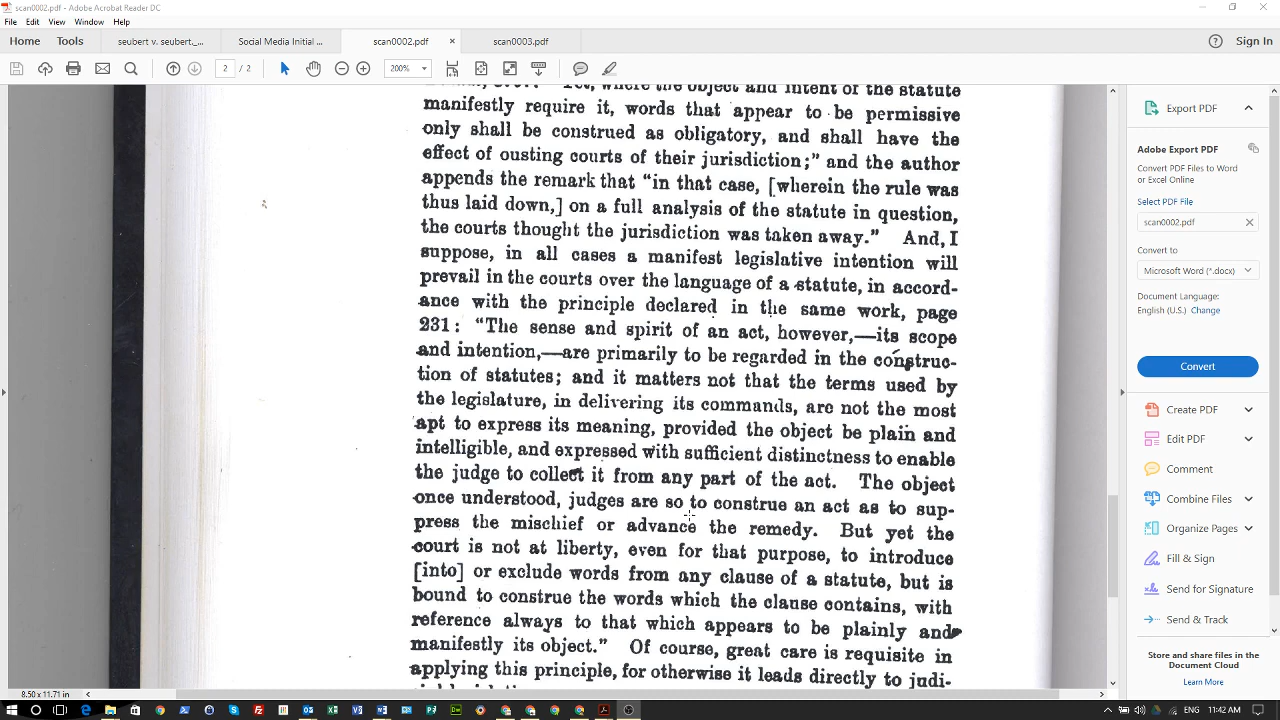 scan0002.pdf - Adobe Acrobat Reader DC
File Edit View Window Help
Home Tools seubert v. seubert._... Social Media Initial ... scan0002.pdf × scan0003.pdf Sign In
2 / 2 200%
where the object and intent of the statute
manifestly require it, words that appear to be permissive
only shall be construed as obligatory, and shall have the
effect of ousting courts of their jurisdiction;” and the author
appends the remark that “in that case, [wherein the rule was
thus laid down,] on a full analysis of the statute in question,
the courts thought the jurisdiction was taken away.” And, I
suppose, in all cases a manifest legislative intention will
prevail in the courts over the language of a statute, in accord-
ance with the principle declared in the same work, page
231: “The sense and spirit of an act, however,—its scope
and intention,—are primarily to be regarded in the construc-
tion of statutes; and it matters not that the terms used by
the legislature, in delivering its commands, are not the most
apt to express its meaning, provided the object be plain and
intelligible, and expressed with sufficient distinctness to enable
the judge to collect it from any part of the act. The object
once understood, judges are so to construe an act as to sup-
press the mischief or advance the remedy. But yet the
court is not at liberty, even for that purpose, to introduce
[into] or exclude words from any clause of a statute, but is
bound to construe the words which the clause contains, with
reference always to that which appears to be plainly and
manifestly its object.” Of course, great care is requisite in
applying this principle, for otherwise it leads directly to judi-
8.50 x 11.71 in
Export PDF
Adobe Export PDF
Convert PDF Files to Word
or Excel Online
Select PDF File
scan0002.pdf
Convert to
Microsoft Word (*.docx)
Document Language:
English (U.S.) Change
Convert
Create PDF
Edit PDF
Comment
Combine Files
Organize Pages
Fill & Sign
Send for Signature
Send & Track
Store and share files in the
Document Cloud
Learn More
11:42 AM